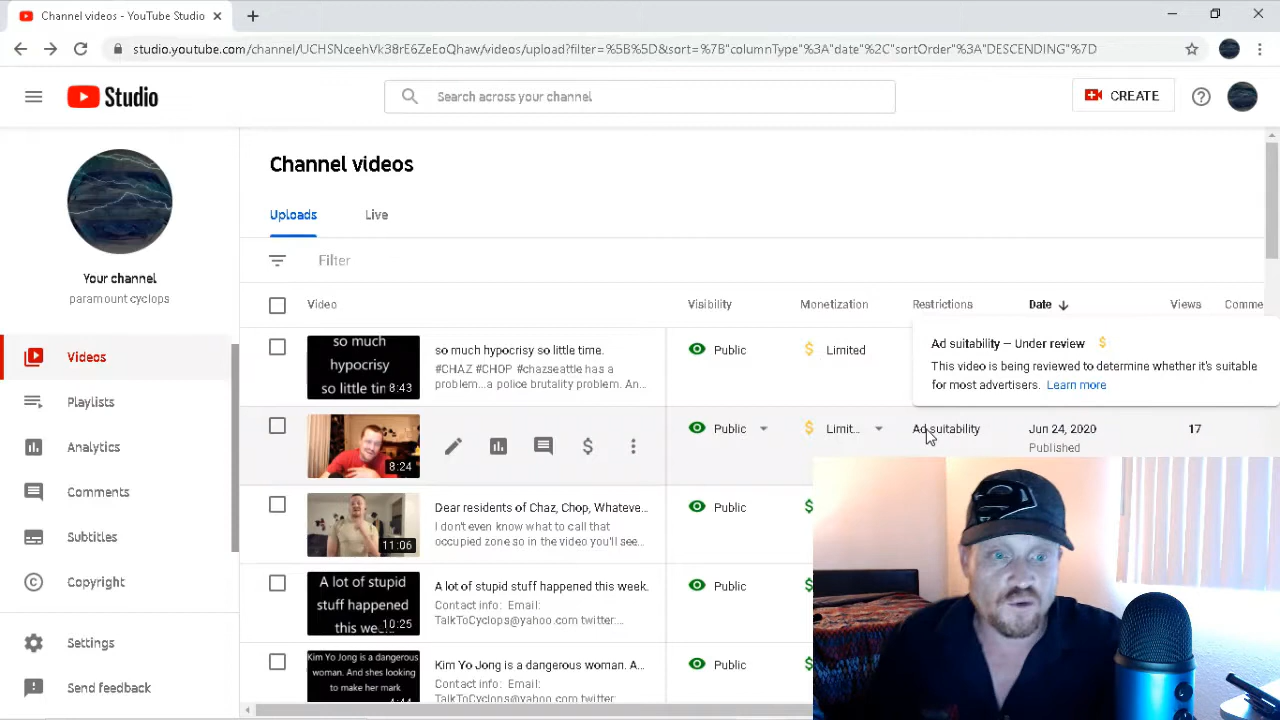 Channel videos - YouTube Studio
studio.youtube.com/channel/UCHSNceehVk38rE6ZeEoQhaw/videos/upload?filter=%5B%5D&sort=%7B"columnType"%3A"date"%2C"sortOrder"%3A"DESCENDING"%7D
Studio
Search across your channel
CREATE
Your channel
paramount cyclops
Videos
Playlists
Analytics
Comments
Subtitles
Copyright
Settings
Send feedback
Channel videos
Uploads Live
Filter
Video Visibility Monetization Restrictions Date Views Comme
so much
hypocrisy
so little tim
8:43
so much hypocrisy so little time.
#CHAZ #CHOP #chazseattle has a
problem...a police brutality problem. An...
Public Limited
Ad suitability – Under review
This video is being reviewed to determine whether it's suitable
for most advertisers. Learn more
8:24
Public Limit... Ad suitability Jun 24, 2020 17
Published
11:06
Dear residents of Chaz, Chop, Whateve...
I don't even know what to call that
occupied zone so in the video you'll see...
Public
A lot of stupid
stuff happened
this week.
10:25
A lot of stupid stuff happened this week.
Contact info: Email:
TalkToCyclops@yahoo.com twitter:...
Public
Kim Yo Jong is a dangerous
woman. And shes looking
to make her mark
4:44
Kim Yo Jong is a dangerous woman. A...
Contact info: Email:
TalkToCyclops@yahoo.com twitter:...
Public